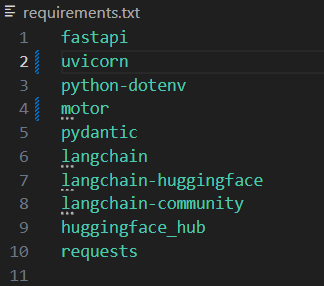 requirements.txt
1 fastapi
2 uvicorn
3 python-dotenv
4 motor
5 pydantic
6 langchain
7 langchain-huggingface
8 langchain-community
9 huggingface_hub
10 requests
11